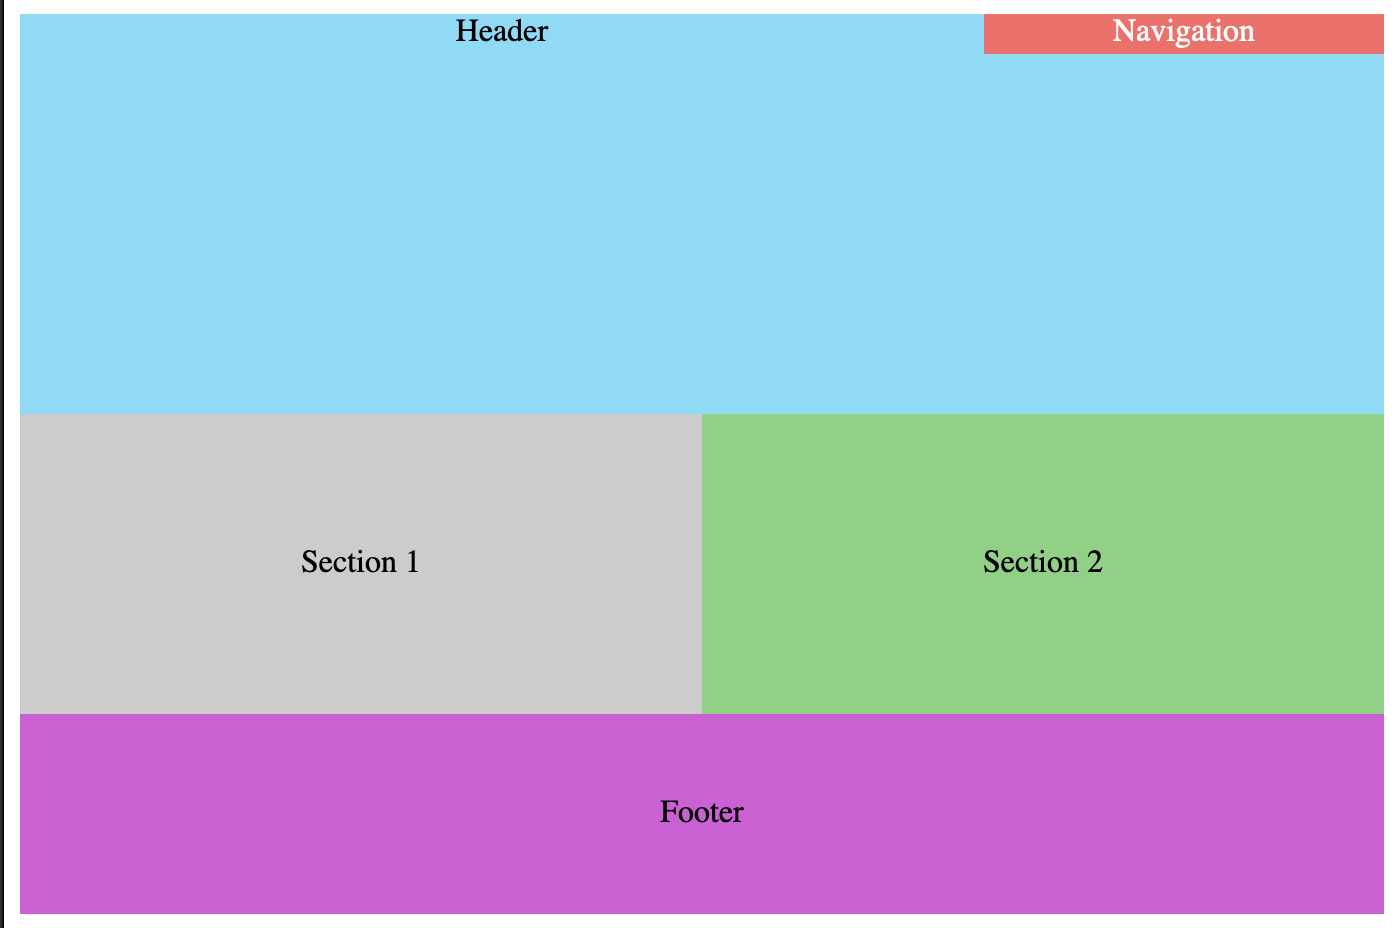 Header
Navigation
Section 1
Section 2
Footer